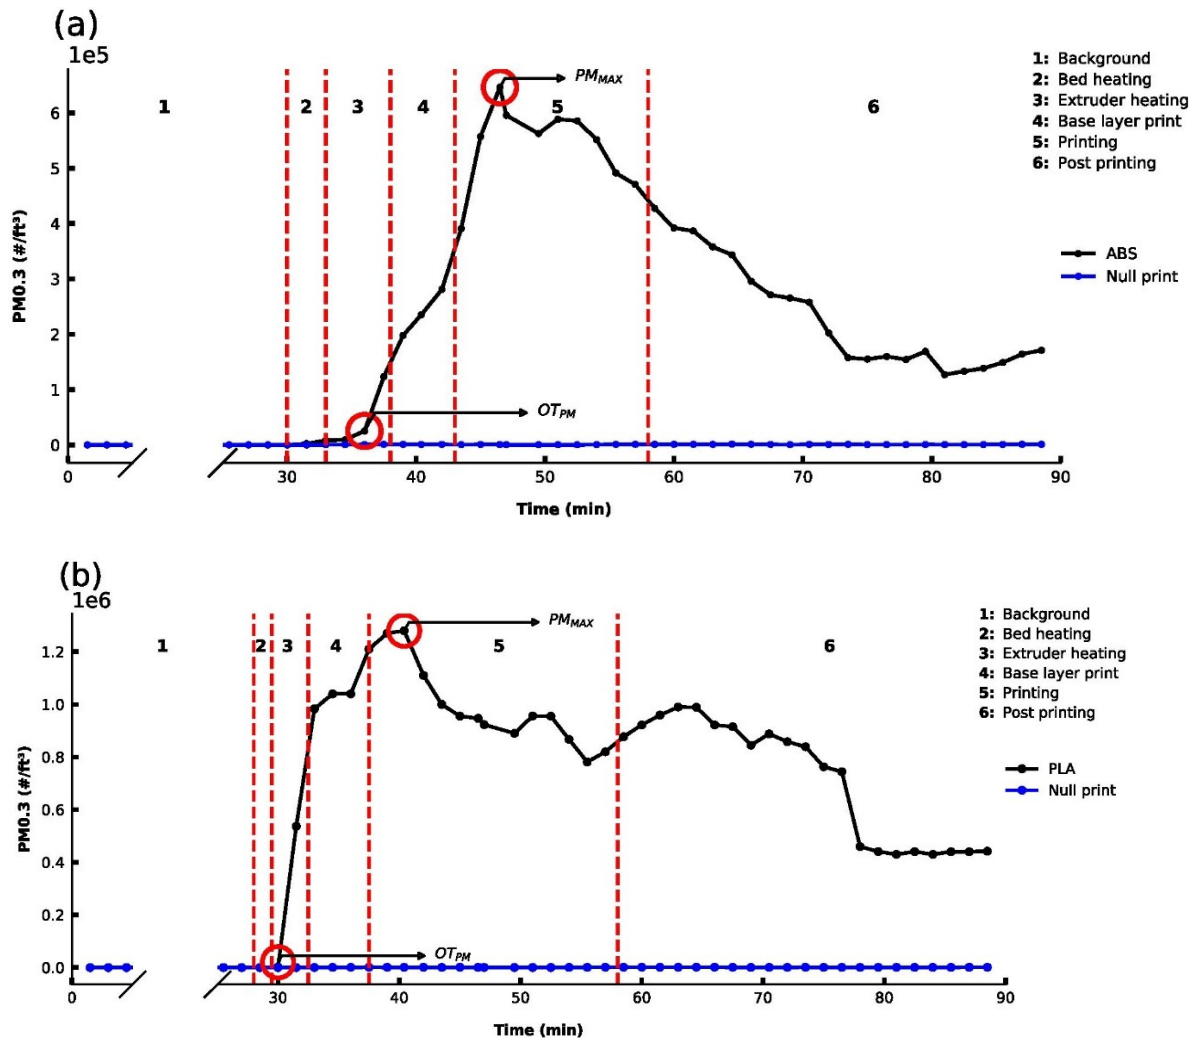 (a)
1e5
PM_MAX
1: Background
2: Bed heating
3: Extruder heating
4: Base layer print
5: Printing
6: Post printing
1 2 3 4 5 6
6
5
4
3
2
1
0
PM0.3 (#/ft³)
ABS
Null print
OT_PM
0 30 40 50 60 70 80 90
Time (min)
(b)
1e6
PM_MAX
1: Background
2: Bed heating
3: Extruder heating
4: Base layer print
5: Printing
6: Post printing
1 2 3 4 5 6
1.2
1.0
0.8
0.6
0.4
0.2
0.0
PM0.3 (#/ft³)
PLA
Null print
OT_PM
0 30 40 50 60 70 80 90
Time (min)